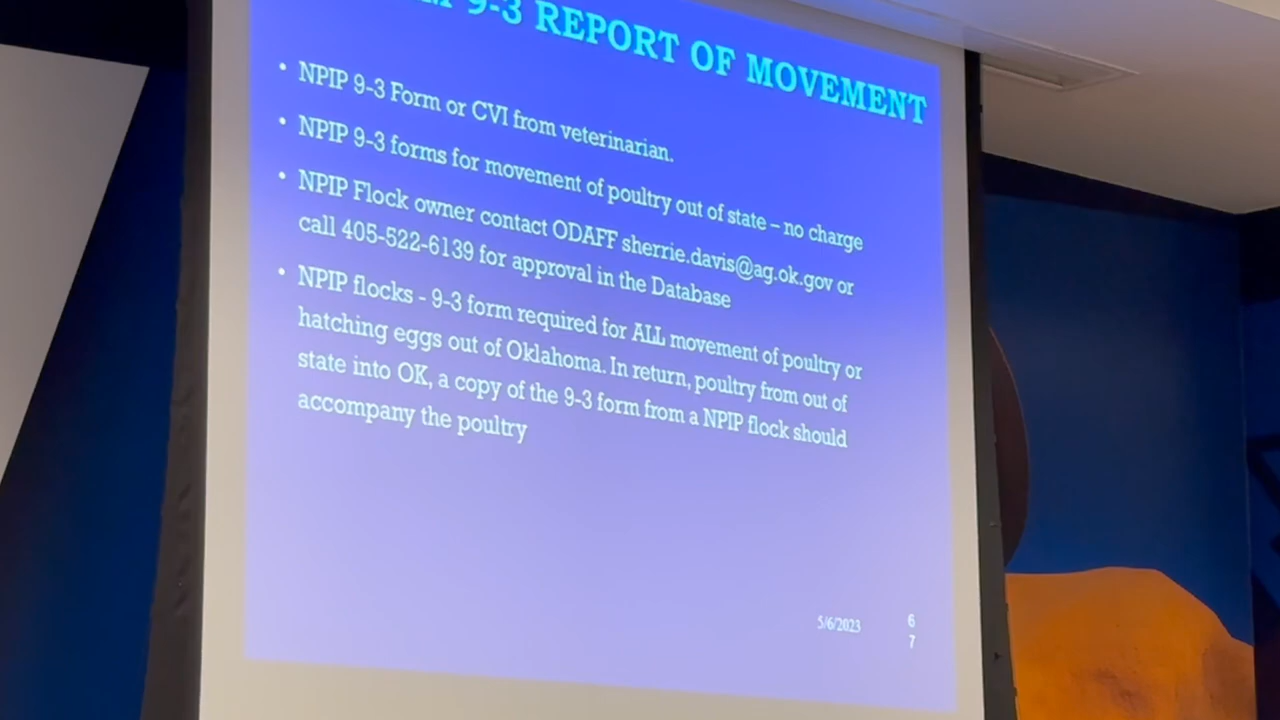 9-3 REPORT OF MOVEMENT
• NPIP 9-3 Form or CVI from veterinarian.
• NPIP 9-3 forms for movement of poultry out of state – no charge
• NPIP Flock owner contact ODAFF sherrie.davis@ag.ok.gov or
call 405-522-6139 for approval in the Database
• NPIP flocks - 9-3 form required for ALL movement of poultry or
hatching eggs out of Oklahoma. In return, poultry from out of
state into OK, a copy of the 9-3 form from a NPIP flock should
accompany the poultry
5/6/2023
6
7